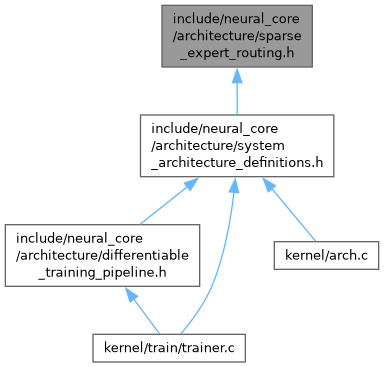 include/neural_core
/architecture/sparse
_expert_routing.h
include/neural_core
/architecture/system
_architecture_definitions.h
include/neural_core
/architecture/differentiable
_training_pipeline.h
kernel/arch.c
kernel/train/trainer.c